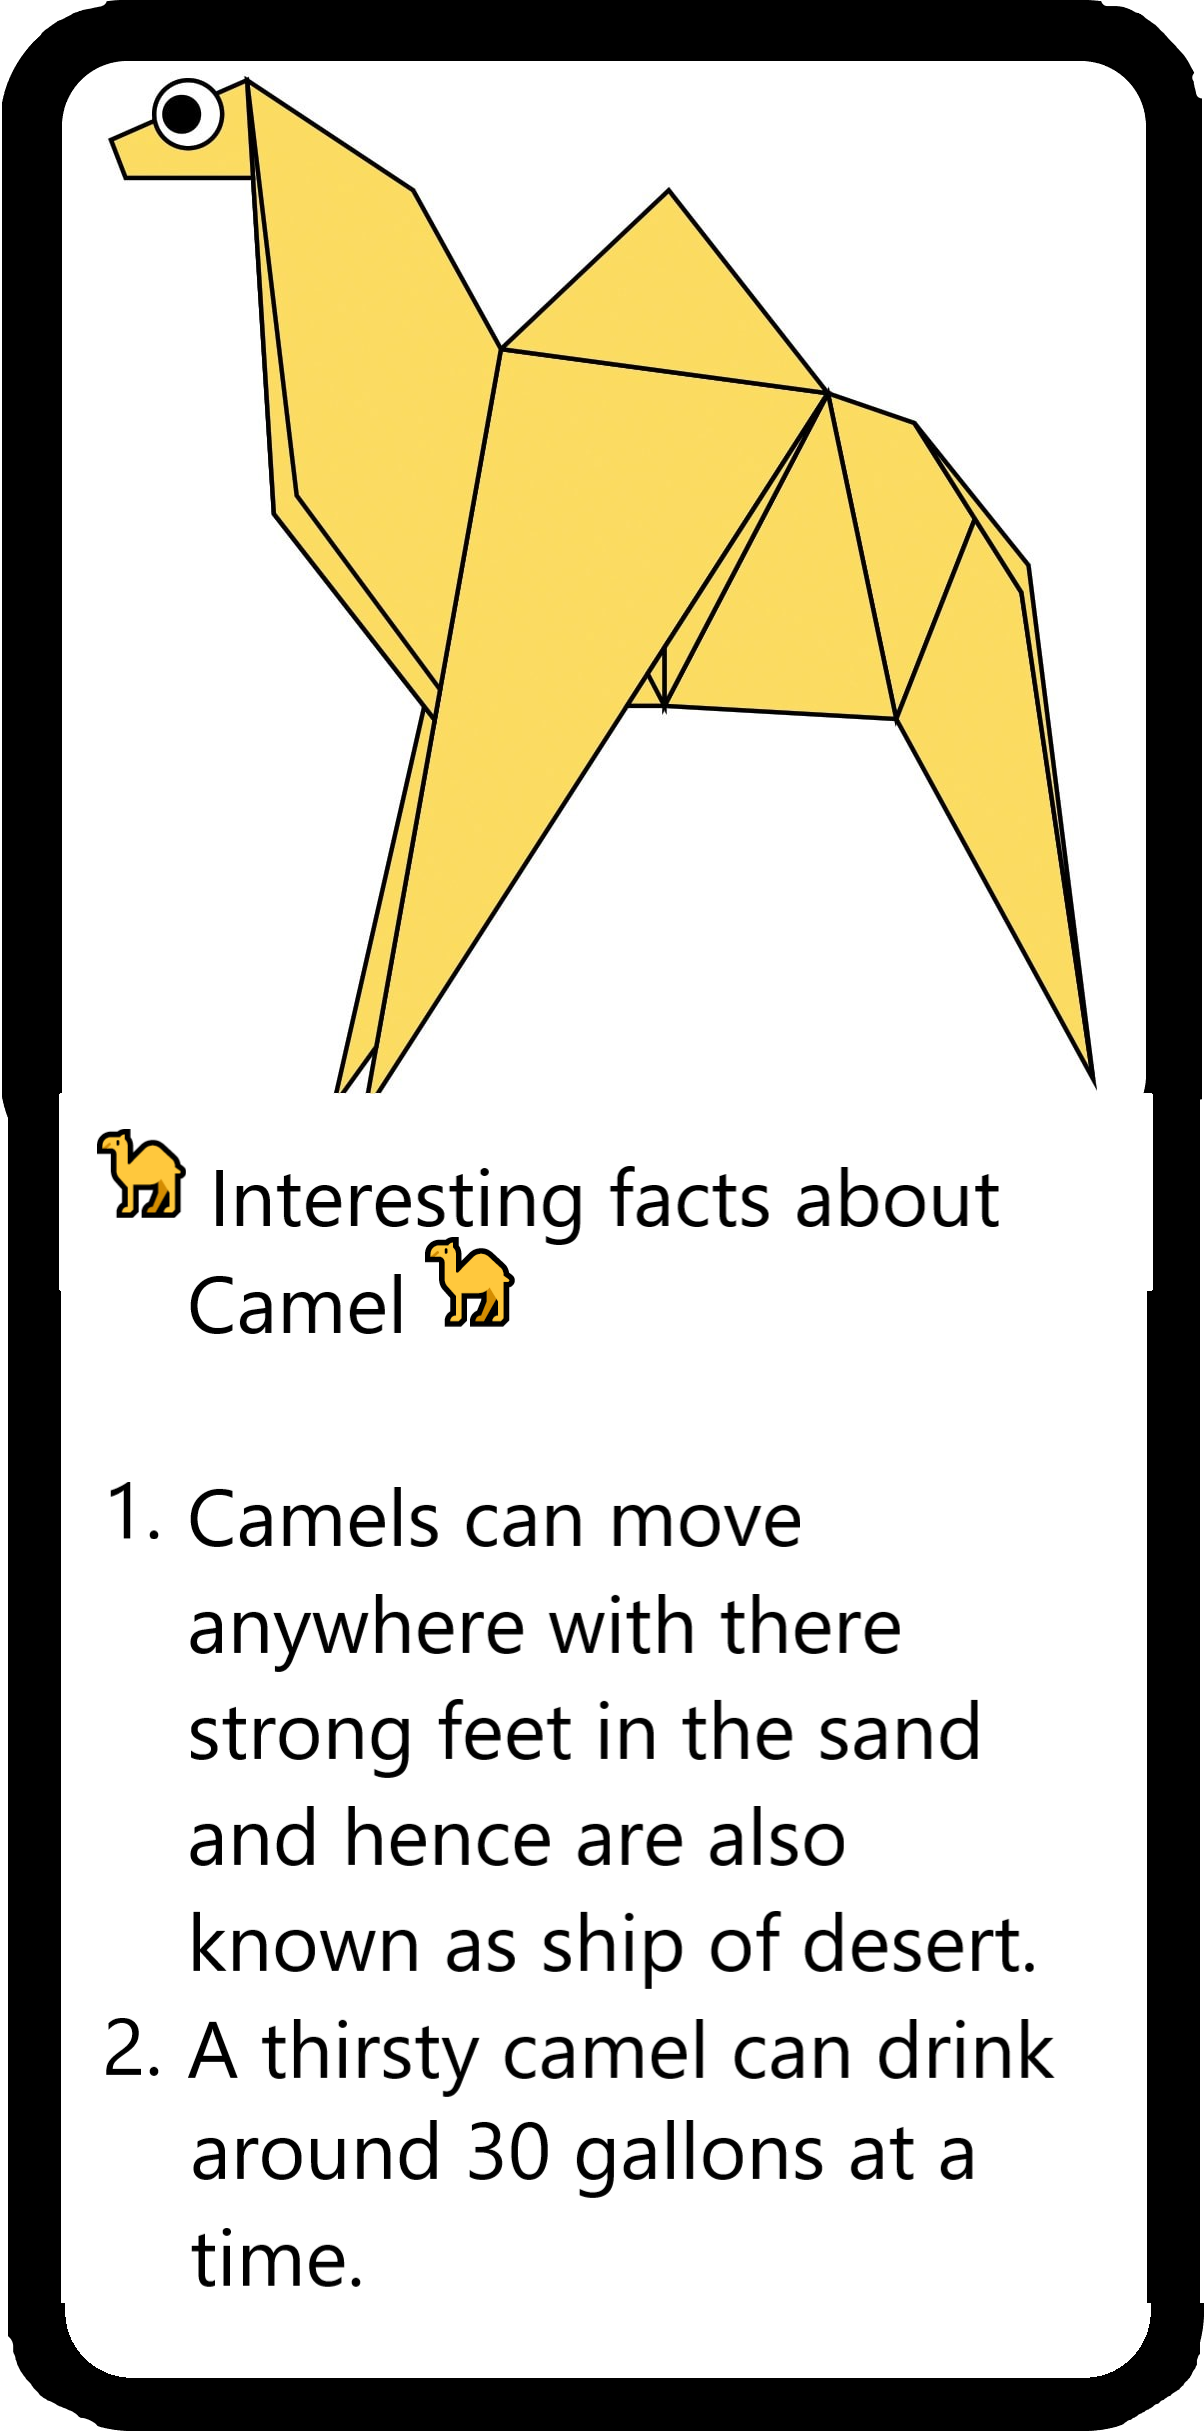 🐪 Interesting facts about
Camel 🐪
1. Camels can move
anywhere with there
strong feet in the sand
and hence are also
known as ship of desert.
2. A thirsty camel can drink
around 30 gallons at a
time.